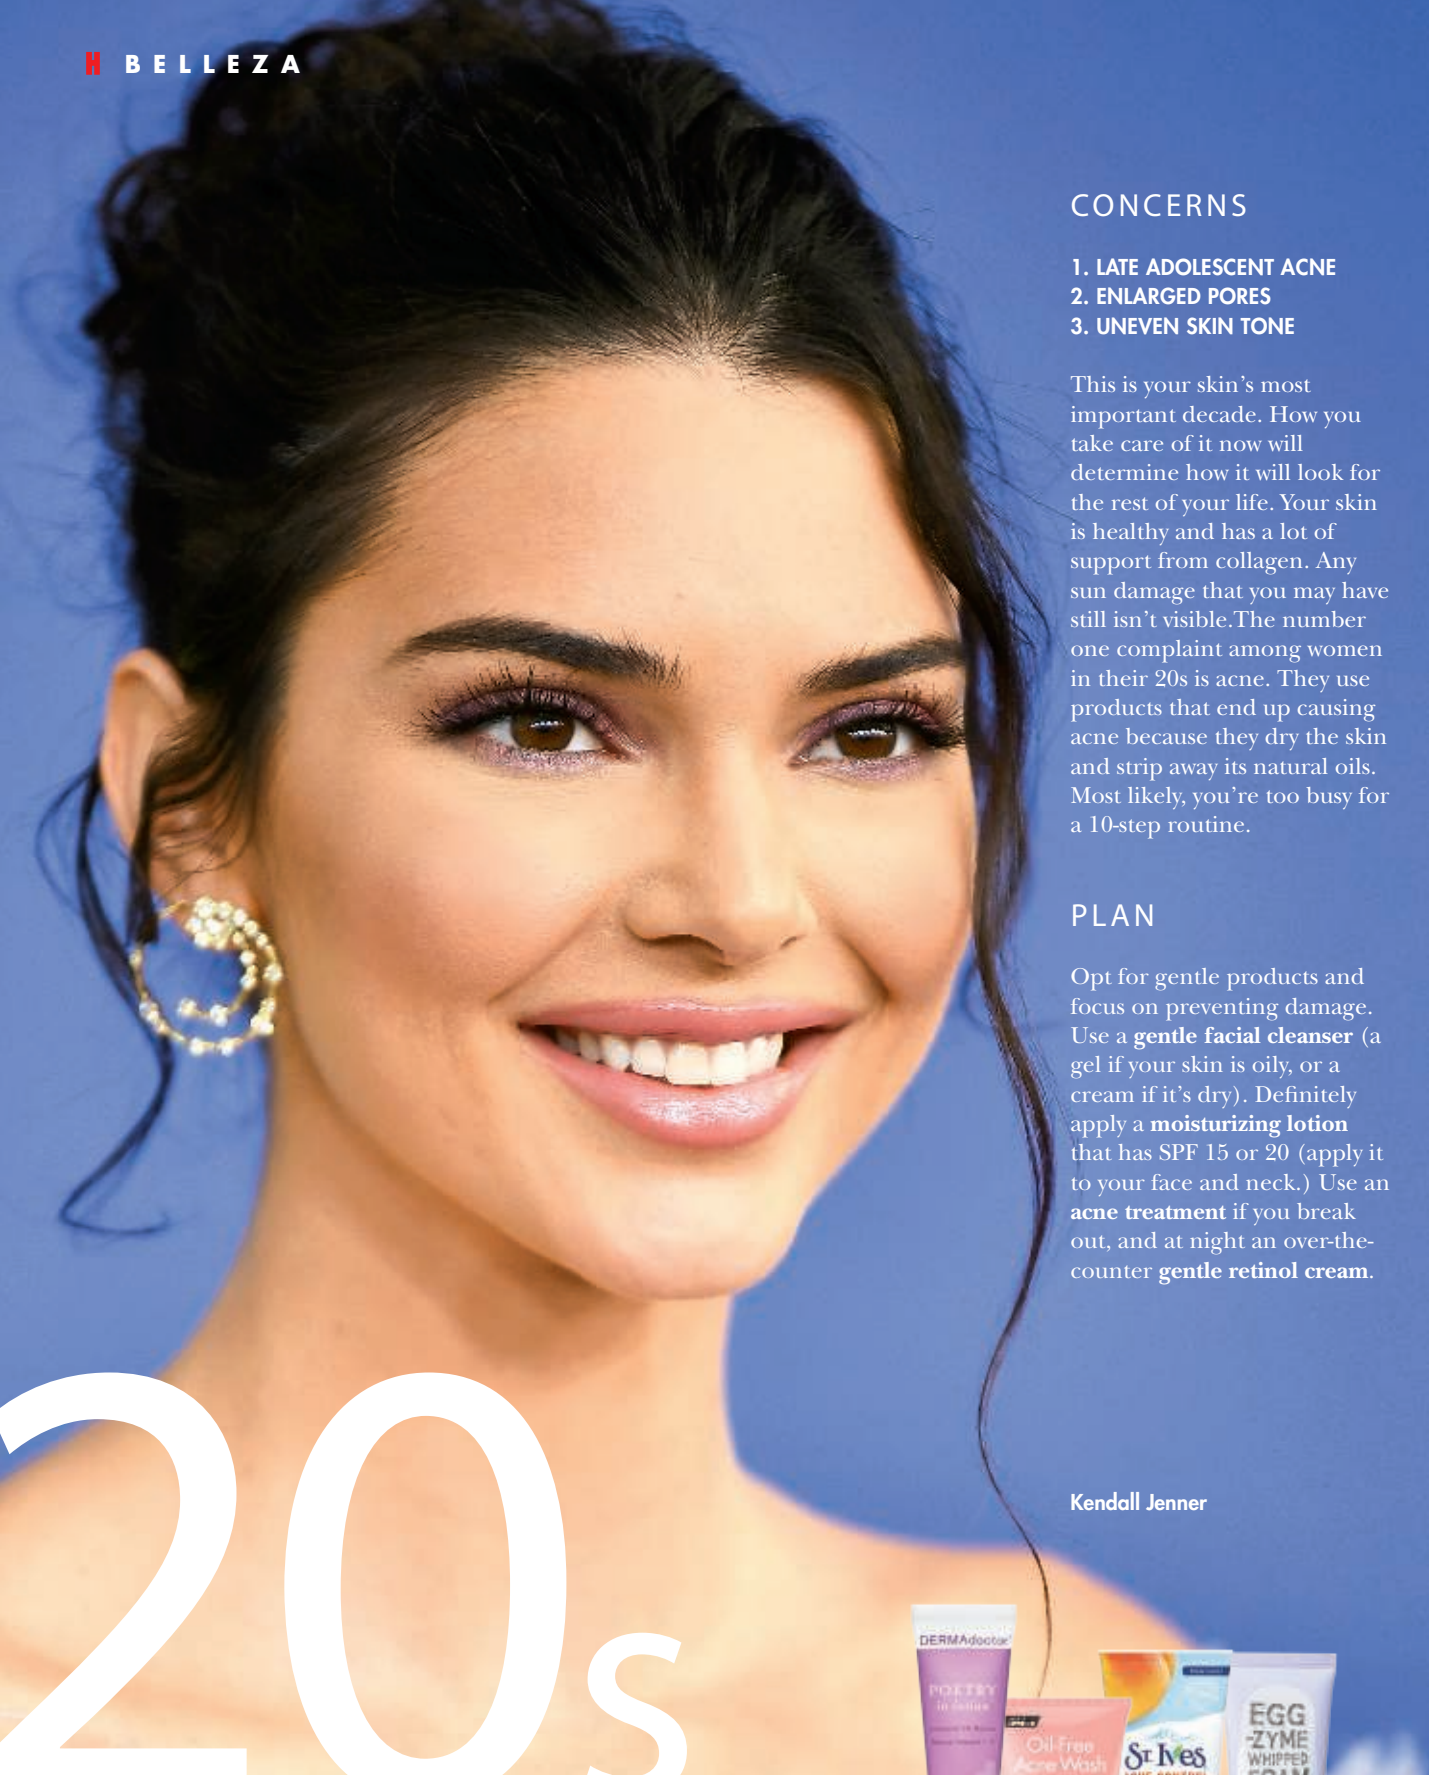 H BELLEZA
CONCERNS
1. LATE ADOLESCENT ACNE
2. ENLARGED PORES
3. UNEVEN SKIN TONE
This is your skin’s most
important decade. How you
take care of it now will
determine how it will look for
the rest of your life. Your skin
is healthy and has a lot of
support from collagen. Any
sun damage that you may have
still isn’t visible.The number
one complaint among women
in their 20s is acne. They use
products that end up causing
acne because they dry the skin
and strip away its natural oils.
Most likely, you’re too busy for
a 10-step routine.
PLAN
Opt for gentle products and
focus on preventing damage.
Use a gentle facial cleanser (a
gel if your skin is oily, or a
cream if it’s dry). Definitely
apply a moisturizing lotion
that has SPF 15 or 20 (apply it
to your face and neck.) Use an
acne treatment if you break
out, and at night an over-the-
counter gentle retinol cream.
Kendall Jenner
20s
DERMAdoctor
POETRY
in lotion
Oil-Free
Acne Wash
St. Ives
ACNE CONTROL
EGG
-ZYME
WHIPPED
FOAM